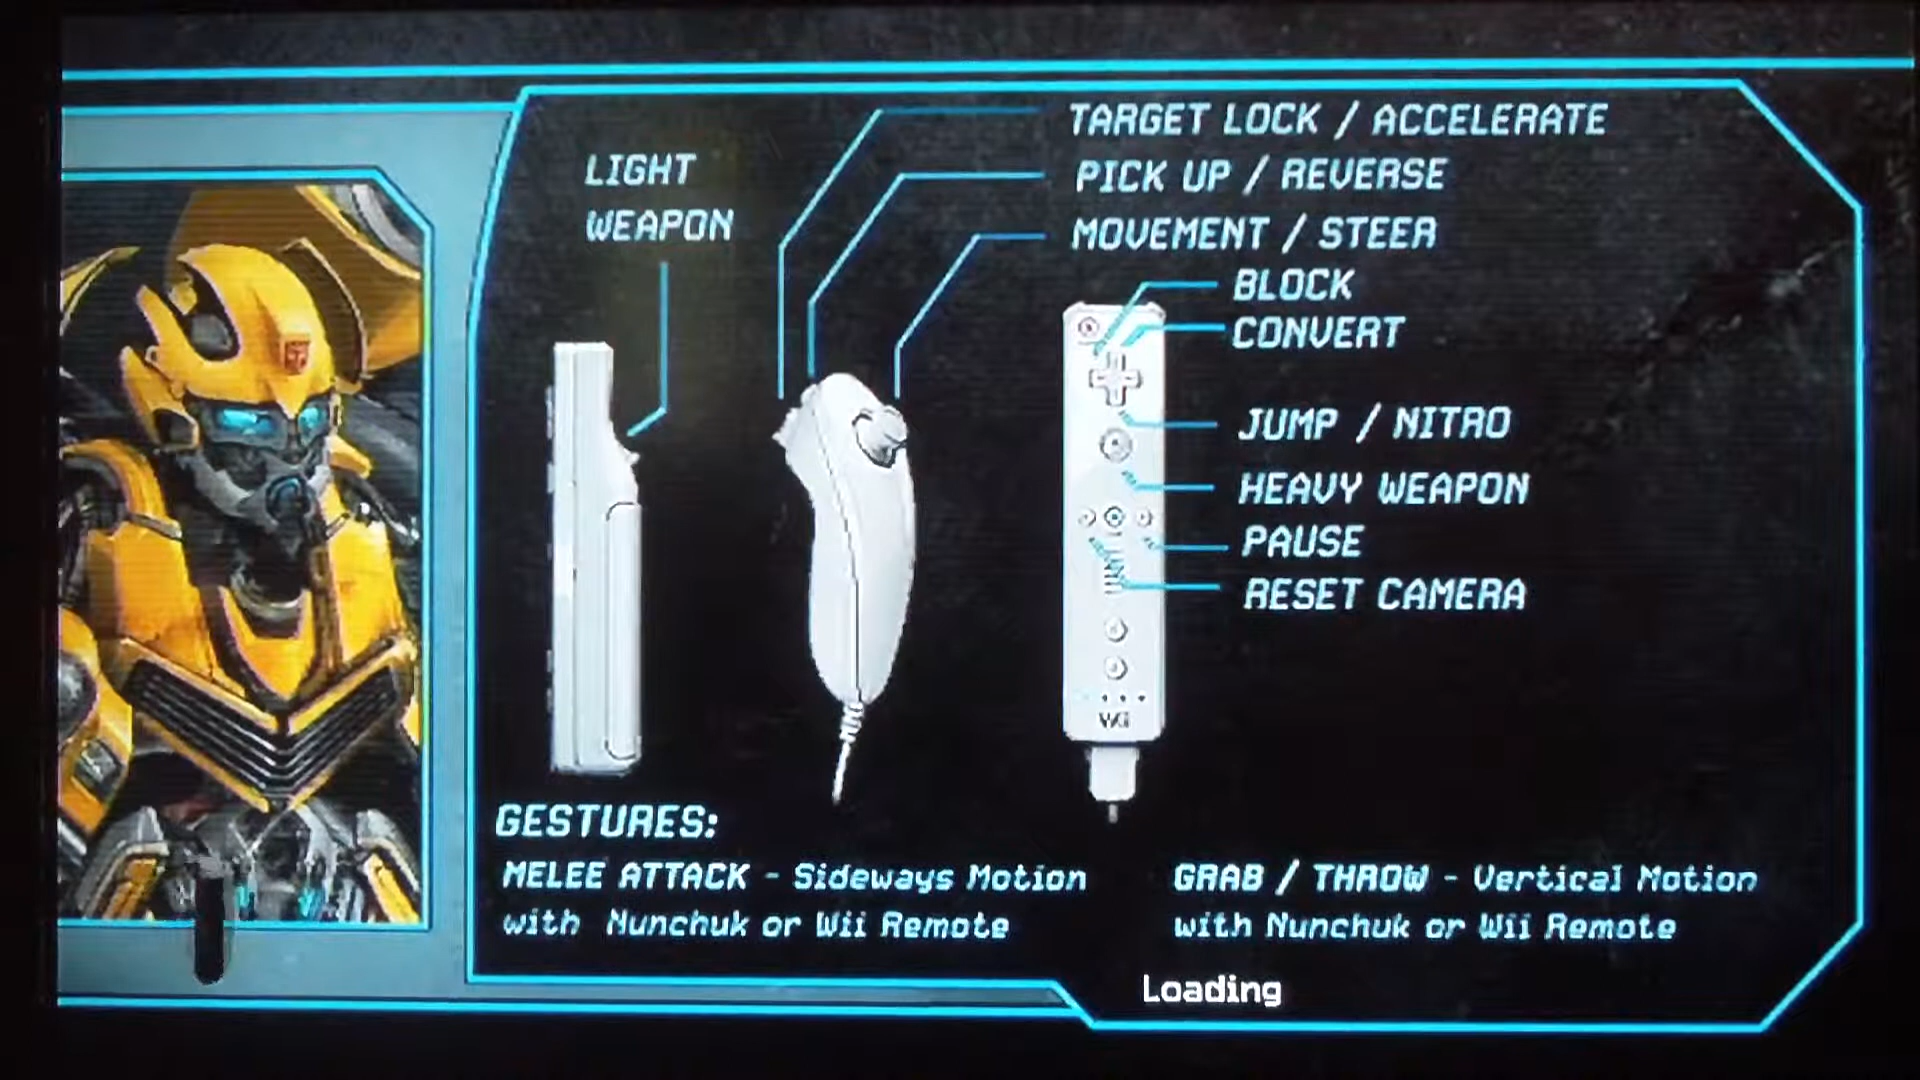 TARGET LOCK / ACCELERATE
LIGHT
WEAPON
PICK UP / REVERSE
MOVEMENT / STEER
BLOCK
CONVERT
JUMP / NITRO
HEAVY WEAPON
PAUSE
RESET CAMERA
Wii
GESTURES:
MELEE ATTACK - Sideways Motion
with Nunchuk or Wii Remote
GRAB / THROW - Vertical Motion
with Nunchuk or Wii Remote
Loading